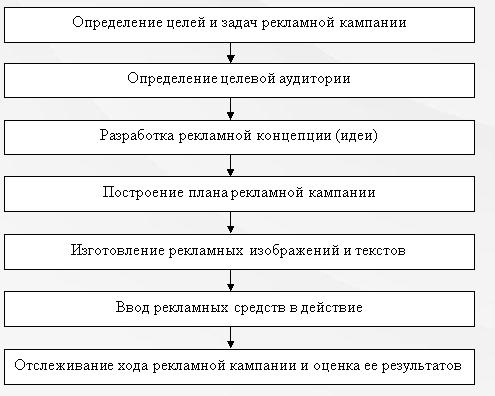 Определение целей и задач рекламной кампании
Определение целевой аудитории
Разработка рекламной концепции (идеи)
Построение плана рекламной кампании
Изготовление рекламных изображений и текстов
Ввод рекламных средств в действие
Отслеживание хода рекламной кампании и оценка ее результатов